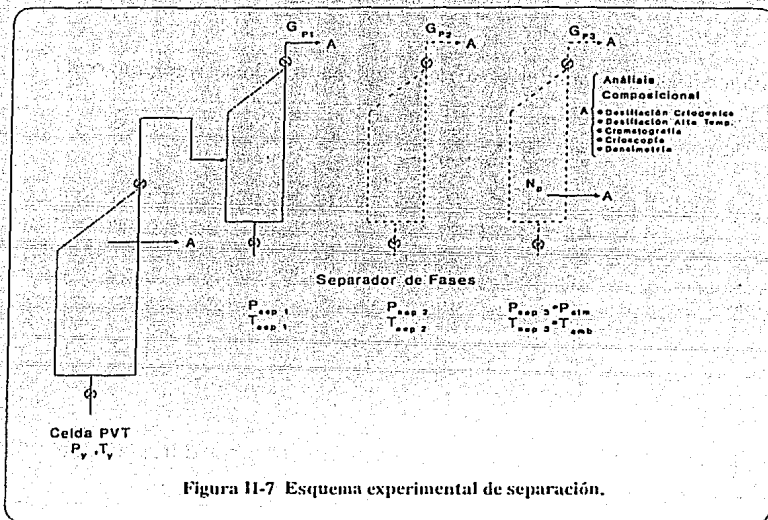 G P1 A
G P2 A
G P3 A
Análisis
Composicional
A
• Destilación Criogenica
• Destilación Alta Temp.
• Cromatografía
• Crioscopía
• Densimetría
N p A
A
Separador de Fases
P sep 1
T sep 1
P sep 2
T sep 2
P sep 3 = P atm
T sep 3 = T amb
Celda PVT
P y , T y
Figura II-7 Esquema experimental de separación.